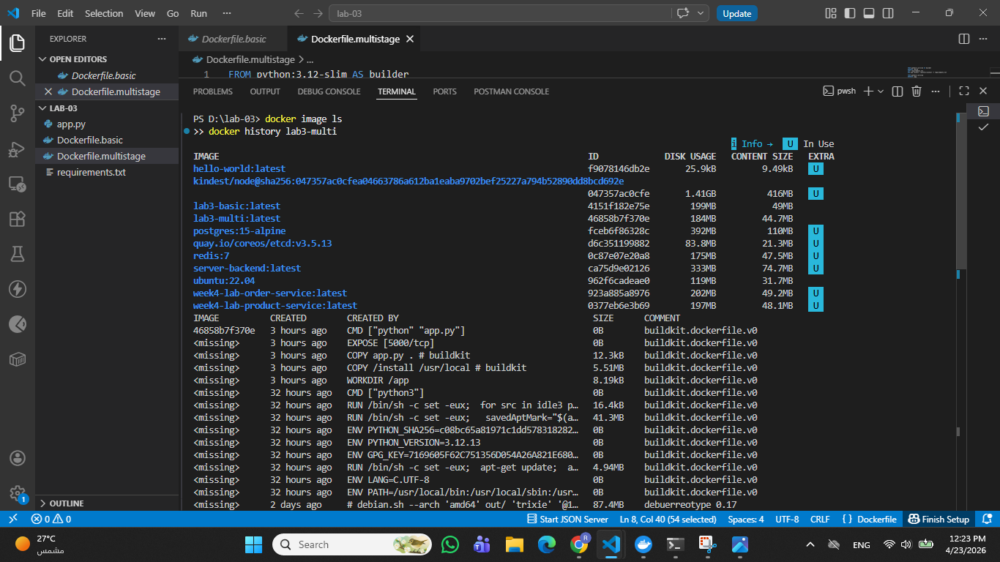 File Edit Selection View Go Run ··· lab-03 Update
EXPLORER ···
OPEN EDITORS
Dockerfile.basic
Dockerfile.multistage
LAB-03
app.py
Dockerfile.basic
Dockerfile.multistage
requirements.txt
OUTLINE
Dockerfile.basic Dockerfile.multistage
Dockerfile.multistage > ...
1 FROM python:3.12-slim AS builder
PROBLEMS OUTPUT DEBUG CONSOLE TERMINAL PORTS POSTMAN CONSOLE pwsh
PS D:\lab-03> docker image ls
>> docker history lab3-multi
i Info → U In Use
IMAGE ID DISK USAGE CONTENT SIZE EXTRA
hello-world:latest f9078146db2e 25.9kB 9.49kB U
kindest/node@sha256:047357ac0cfea04663786a612ba1eaba9702bef25227a794b52890dd8bcd692e
047357ac0cfe 1.41GB 416MB U
lab3-basic:latest 4151f182e75e 199MB 49MB
lab3-multi:latest 46858b7f370e 184MB 44.7MB
postgres:15-alpine fceb6f86328c 392MB 110MB U
quay.io/coreos/etcd:v3.5.13 d6c351199882 83.8MB 21.3MB U
redis:7 0c87e07e20a8 175MB 47.5MB U
server-backend:latest ca75d9e02126 333MB 74.7MB U
ubuntu:22.04 962f6cadeae0 119MB 31.7MB
week4-lab-order-service:latest 923a885a8976 202MB 49.2MB U
week4-lab-product-service:latest 0377eb6e3b69 197MB 48.1MB U
IMAGE CREATED CREATED BY SIZE COMMENT
46858b7f370e 3 hours ago CMD ["python" "app.py"] 0B buildkit.dockerfile.v0
<missing> 3 hours ago EXPOSE [5000/tcp] 0B buildkit.dockerfile.v0
<missing> 3 hours ago COPY app.py . # buildkit 12.3kB buildkit.dockerfile.v0
<missing> 3 hours ago COPY /install /usr/local # buildkit 5.51MB buildkit.dockerfile.v0
<missing> 3 hours ago WORKDIR /app 8.19kB buildkit.dockerfile.v0
<missing> 32 hours ago CMD ["python3"] 0B buildkit.dockerfile.v0
<missing> 32 hours ago RUN /bin/sh -c set -eux; for src in idle3 p… 16.4kB buildkit.dockerfile.v0
<missing> 32 hours ago RUN /bin/sh -c set -eux; savedAptMark="$(a… 41.3MB buildkit.dockerfile.v0
<missing> 32 hours ago ENV PYTHON_SHA256=c08bc65a81971c1dd578318282… 0B buildkit.dockerfile.v0
<missing> 32 hours ago ENV PYTHON_VERSION=3.12.13 0B buildkit.dockerfile.v0
<missing> 32 hours ago ENV GPG_KEY=7169605F62C751356D054A26A821E680… 0B buildkit.dockerfile.v0
<missing> 32 hours ago RUN /bin/sh -c set -eux; apt-get update; a… 4.94MB buildkit.dockerfile.v0
<missing> 32 hours ago ENV LANG=C.UTF-8 0B buildkit.dockerfile.v0
<missing> 32 hours ago ENV PATH=/usr/local/bin:/usr/local/sbin:/usr… 0B buildkit.dockerfile.v0
<missing> 2 days ago # debian.sh --arch 'amd64' out/ 'trixie' '@1… 87.4MB debuerreotype 0.17
1
0 0 Start JSON Server Ln 8, Col 40 (54 selected) Spaces: 4 UTF-8 CRLF { } Dockerfile Finish Setup
27°C
مشمس
Search
ENG
12:23 PM
4/23/2026